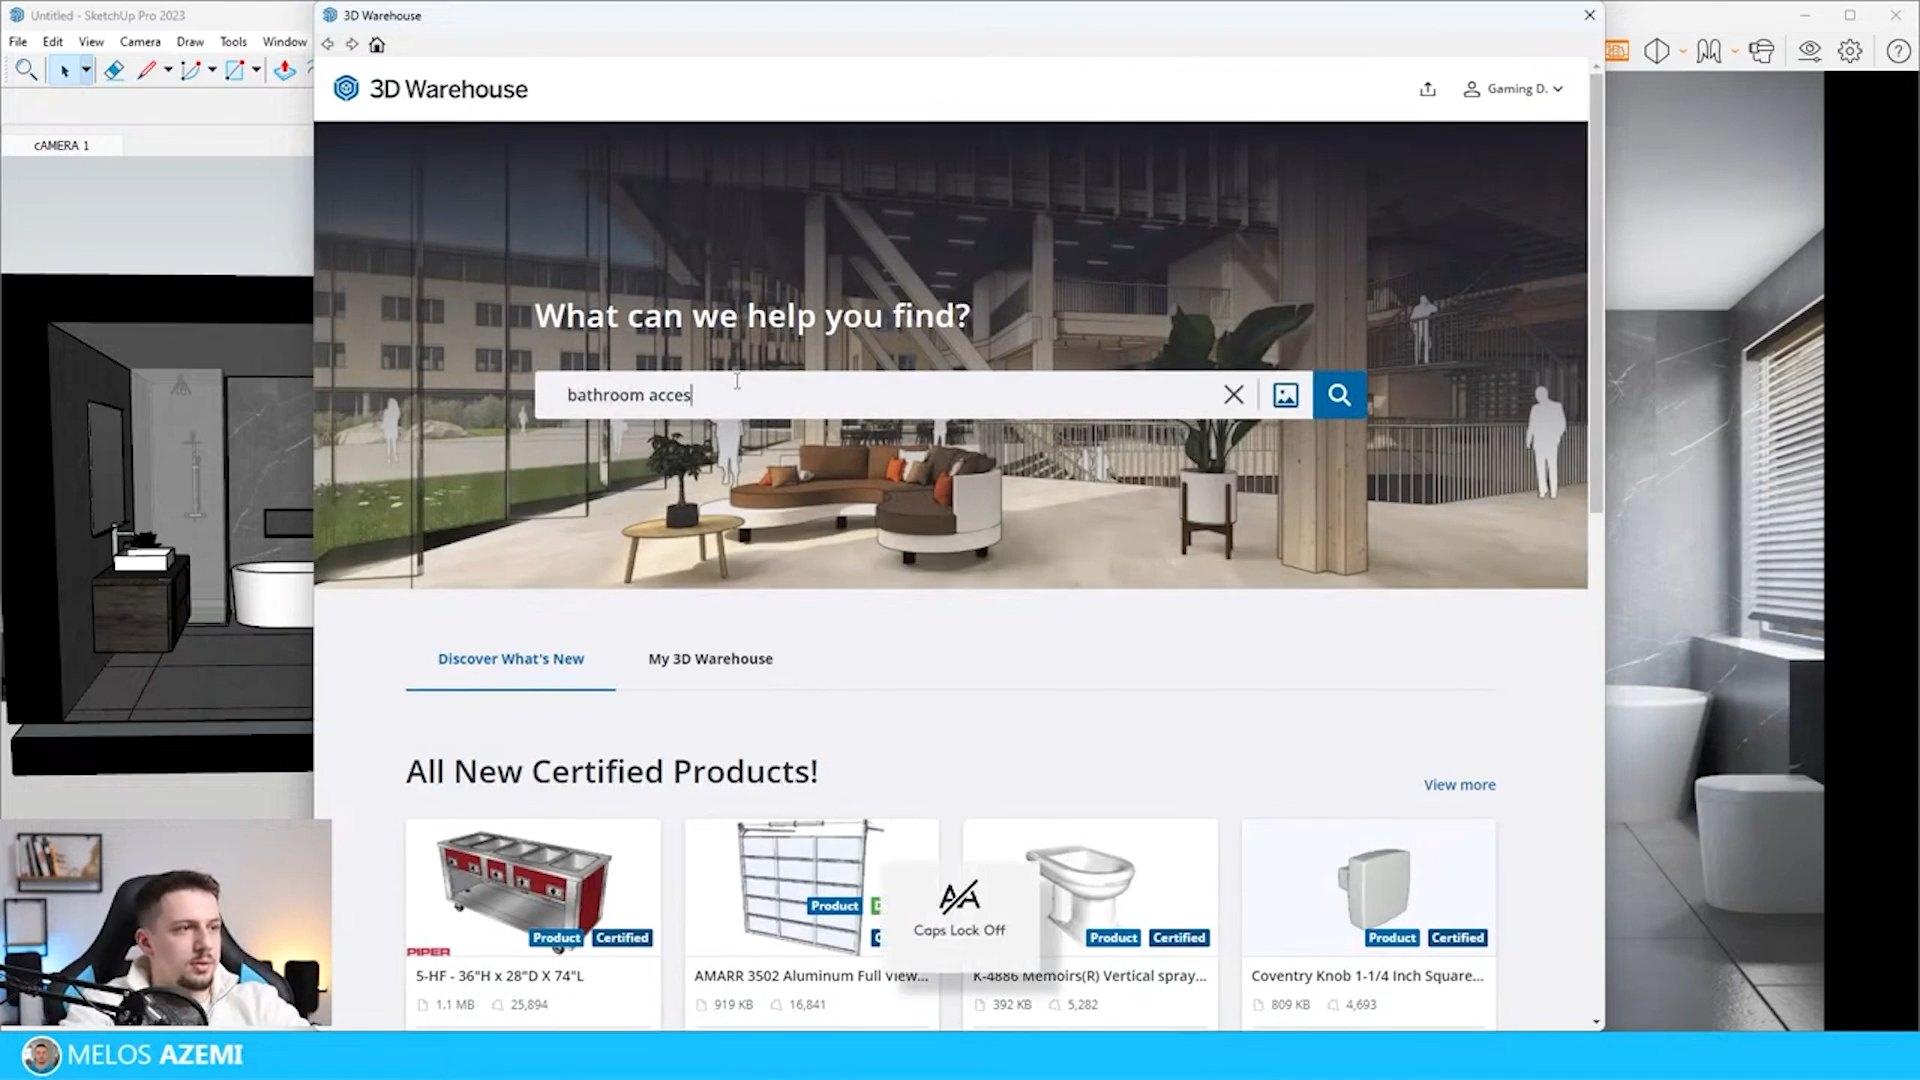 Untitled - SketchUp Pro 2023
3D Warehouse
File Edit View Camera Draw Tools Window
3D Warehouse
Gaming D.
cAMERA 1
What can we help you find?
bathroom acces
Discover What's New
My 3D Warehouse
All New Certified Products!
View more
PIPER
Product Certified
Product
Product Certified
Product Certified
Caps Lock Off
5-HF - 36"H x 28"D X 74"L
AMARR 3502 Aluminum Full View...
K-4886 Memoirs(R) Vertical spray...
Coventry Knob 1-1/4 Inch Square...
1.1 MB 25,894
919 KB 16,841
392 KB 5,282
809 KB 4,693
MELOS AZEMI